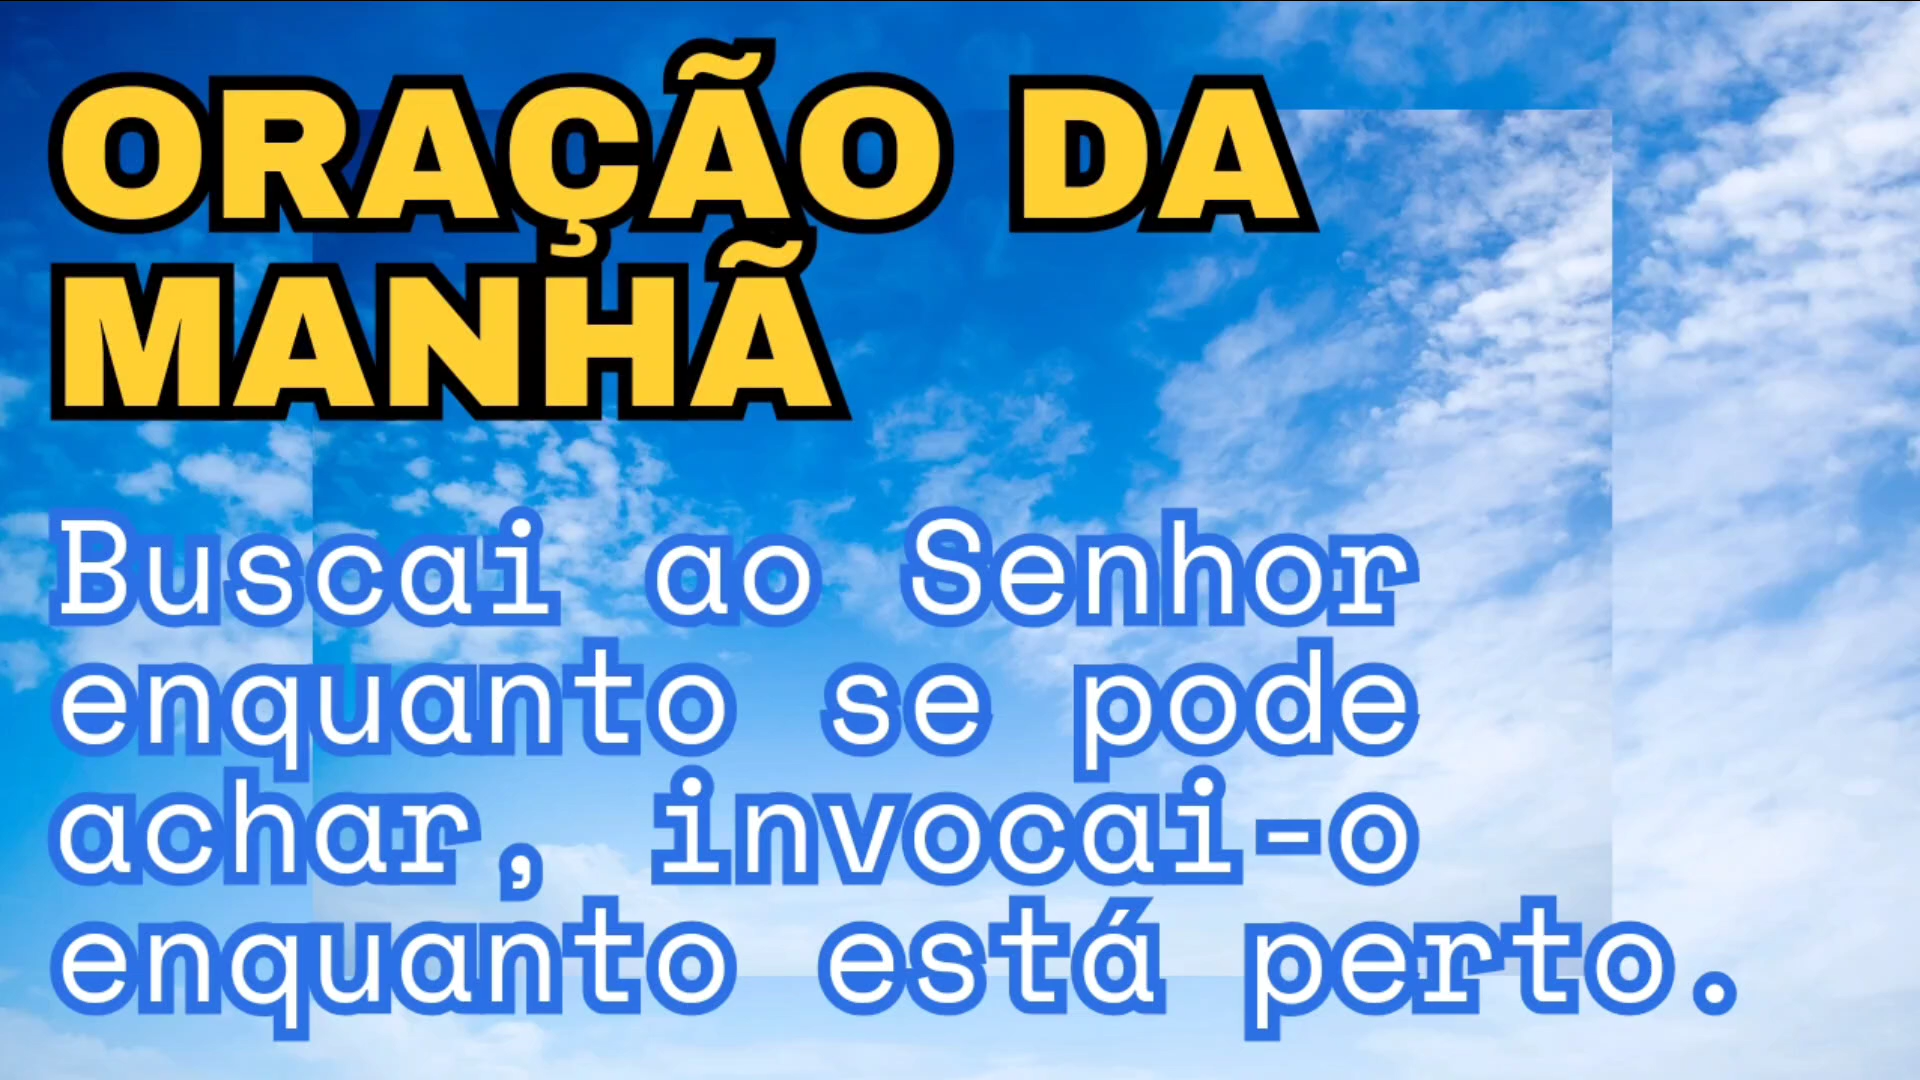 ORAÇÃO DA
MANHÃ
Buscai ao Senhor
enquanto se pode
achar, invocai-o
enquanto está perto.